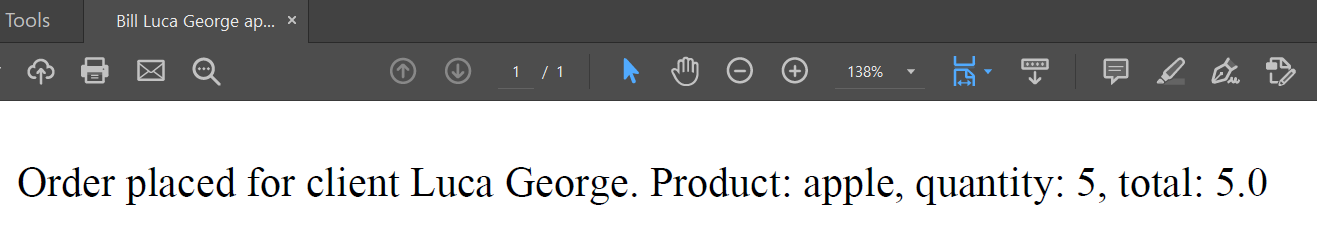 Tools
Bill Luca George ap... ×
1 / 1
138%
Order placed for client Luca George. Product: apple, quantity: 5, total: 5.0